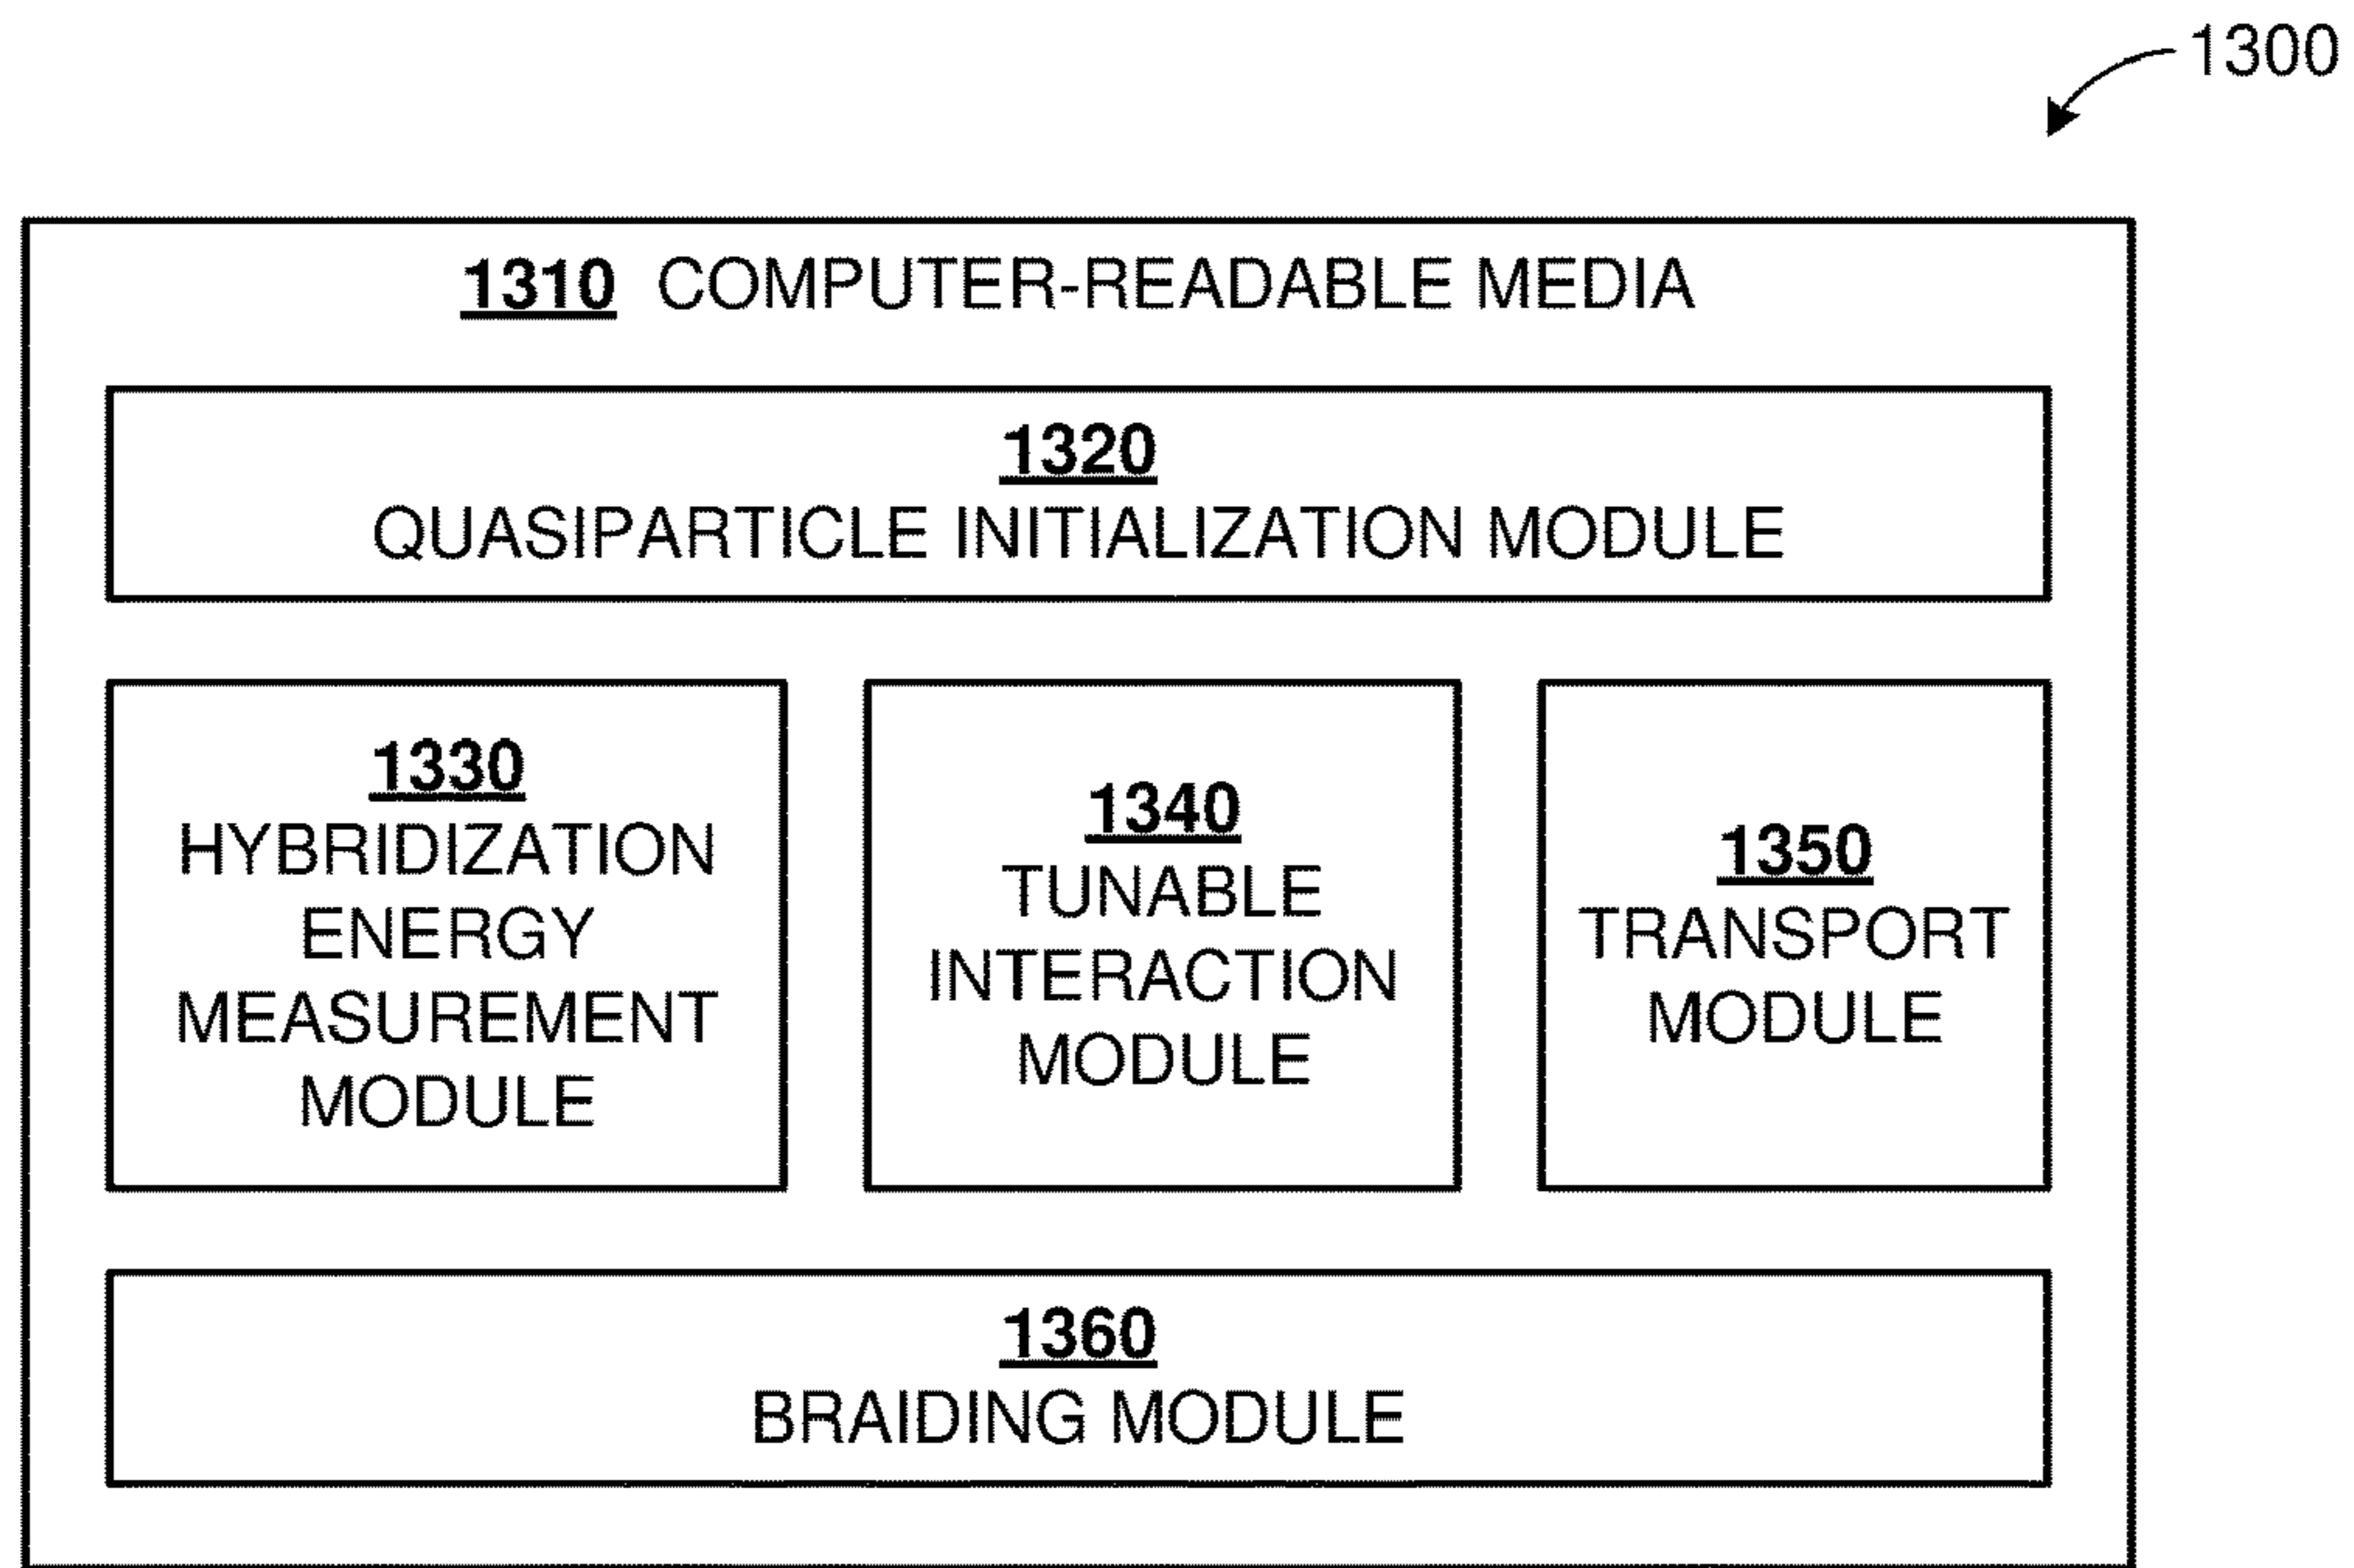 1300
1310 COMPUTER-READABLE MEDIA
1320
QUASIPARTICLE INITIALIZATION MODULE
1330
HYBRIDIZATION
ENERGY
MEASUREMENT
MODULE
1340
TUNABLE
INTERACTION
MODULE
1350
TRANSPORT
MODULE
1360
BRAIDING MODULE